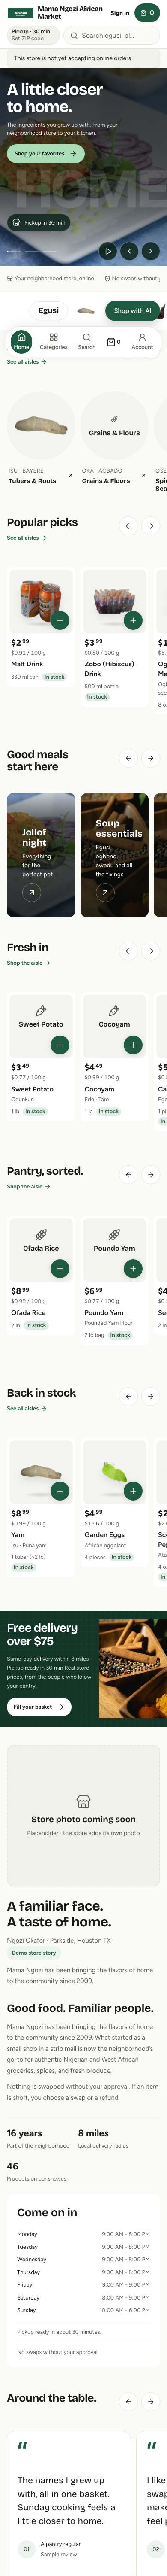 Mama Ngozi African
Market
Sign in
0
Pickup · 30 min
Set ZIP code
Search egusi, pl...
This store is not yet accepting online orders
A little closer
to home.
The ingredients you grew up with. From your
neighborhood store to your kitchen.
Shop your favorites
HOME
Pickup in 30 min
Your neighborhood store, online
No swaps without
Egusi
Shop with AI
Home
Categories
Search
0
Account
See all aisles
Grains & Flours
ISU · BAYERE
Tubers & Roots
OKA · AGBADO
Grains & Flours
Popular picks
See all aisles
$2.99
$0.91 / 100 g
Malt Drink
330 ml can
In stock
$3.99
$0.80 / 100 g
Zobo (Hibiscus)
Drink
500 ml bottle
In stock
Good meals
start here
Jollof
night
Everything
for the
perfect pot
Soup
essentials
Egusi,
ogbono,
ewedu and all
the fixings
Fresh in
Shop the aisle
Sweet Potato
Cocoyam
$3.49
$0.77 / 100 g
Sweet Potato
Odunkun
1 lb
In stock
$4.49
$0.99 / 100 g
Cocoyam
Ede · Taro
1 lb
In stock
Pantry, sorted.
Shop the aisle
Ofada Rice
Poundo Yam
$8.99
$0.99 / 100 g
Ofada Rice
2 lb
In stock
$6.99
$0.77 / 100 g
Poundo Yam
Pounded Yam Flour
2 lb bag
In stock
Back in stock
See all aisles
$8.99
$0.99 / 100 g
Yam
Isu · Puna yam
1 tuber (~2 lb)
In stock
$4.99
$1.66 / 100 g
Garden Eggs
African eggplant
4 pieces
In stock
Free delivery
over $75
Same-day delivery within 8 miles ·
Pickup ready in 30 min Real store
prices, from the people who know
your pantry.
Fill your basket
Store photo coming soon
Placeholder · the store adds its own photo
A familiar face.
A taste of home.
Ngozi Okafor · Parkside, Houston TX
Demo store story
Mama Ngozi has been bringing the flavors of home
to the community since 2009.
Good food. Familiar people.
Mama Ngozi has been bringing the flavors of home
to the community since 2009. What started as a
small shop in a strip mall is now the neighborhood's
go-to for authentic Nigerian and West African
groceries, spices, and fresh produce.
Nothing is swapped without your approval. If an item
is short, you choose a swap or a refund.
16 years
Part of the neighborhood
8 miles
Local delivery radius
46
Products on our shelves
Come on in
Monday 9:00 AM - 8:00 PM
Tuesday 9:00 AM - 8:00 PM
Wednesday 9:00 AM - 8:00 PM
Thursday 9:00 AM - 8:00 PM
Friday 9:00 AM - 9:00 PM
Saturday 8:00 AM - 9:00 PM
Sunday 10:00 AM - 6:00 PM
Pickup ready in about 30 minutes.
No swaps without your approval.
Around the table.
“
The names I grew up
with, all in one basket.
Sunday cooking feels a
little closer to home.
01
A pantry regular
Sample review
“
I like
swap
make
feel p
02